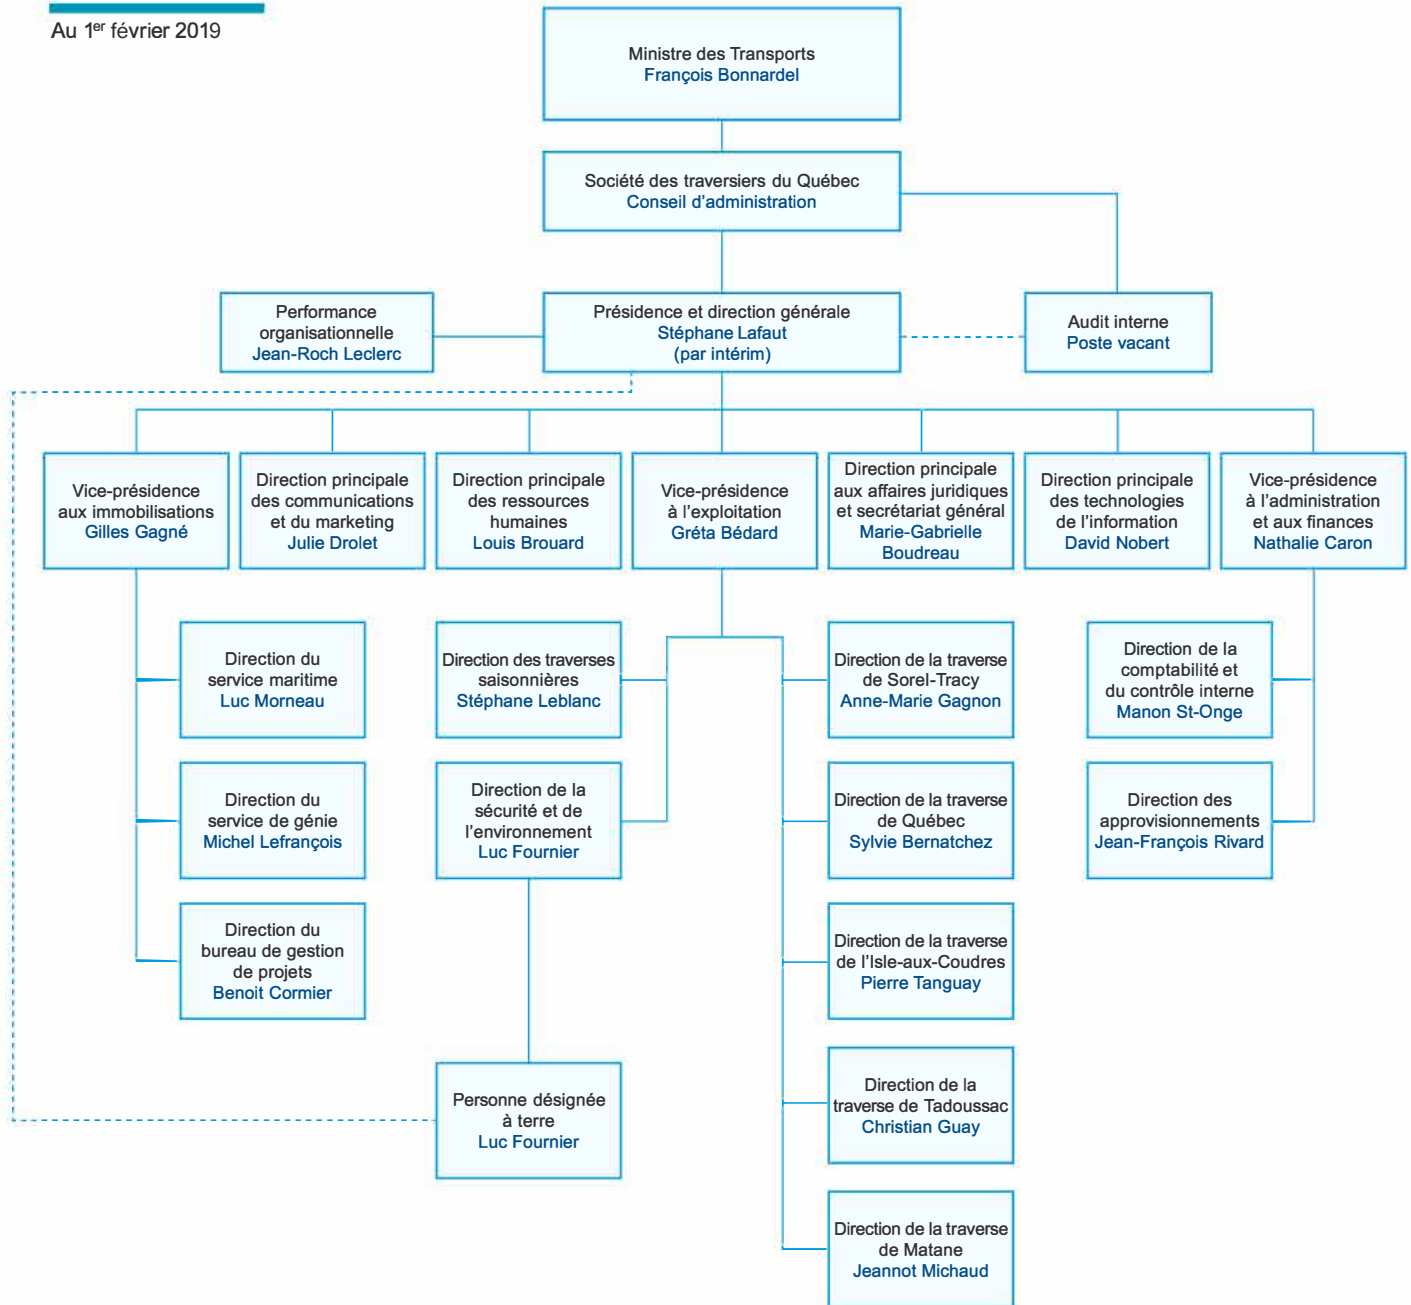 Au 1er février 2019
Ministre des Transports
François Bonnardel
Société des traversiers du Québec
Conseil d'administration
Performance
organisationnelle
Jean-Roch Leclerc
Présidence et direction générale
Stéphane Lafaut
(par intérim)
Audit interne
Poste vacant
Vice-présidence
aux immobilisations
Gilles Gagné
Direction principale
des communications
et du marketing
Julie Drolet
Direction principale
des ressources
humaines
Louis Brouard
Vice-présidence
à l'exploitation
Gréta Bédard
Direction principale
aux affaires juridiques
et secrétariat général
Marie-Gabrielle
Boudreau
Direction principale
des technologies
de l'information
David Nobert
Vice-présidence
à l'administration
et aux finances
Nathalie Caron
Direction du
service maritime
Luc Morneau
Direction des traverses
saisonnières
Stéphane Leblanc
Direction de la traverse
de Sorel-Tracy
Anne-Marie Gagnon
Direction de la
comptabilité et
du contrôle interne
Manon St-Onge
Direction du
service de génie
Michel Lefrançois
Direction de la
sécurité et de
l'environnement
Luc Fournier
Direction de la traverse
de Québec
Sylvie Bernatchez
Direction des
approvisionnements
Jean-François Rivard
Direction du
bureau de gestion
de projets
Benoit Cormier
Direction de la traverse
de l'Isle-aux-Coudres
Pierre Tanguay
Personne désignée
à terre
Luc Fournier
Direction de la
traverse de Tadoussac
Christian Guay
Direction de la traverse
de Matane
Jeannot Michaud